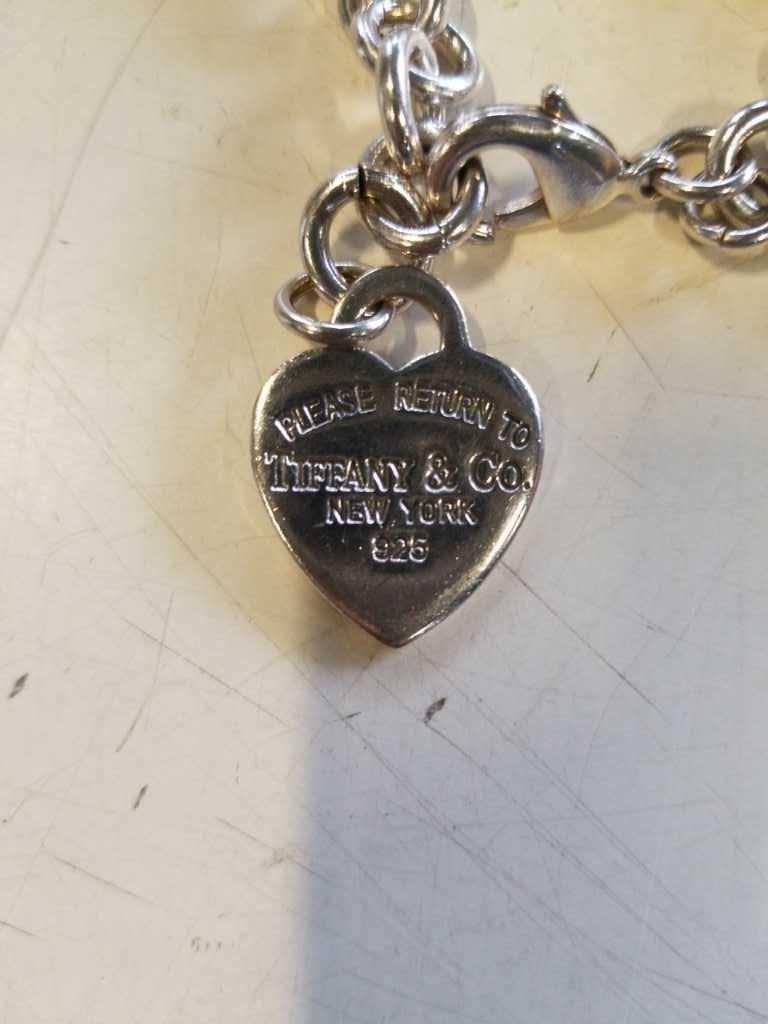 PLEASE RETURN TO
TIFFANY & CO.
NEW YORK
925